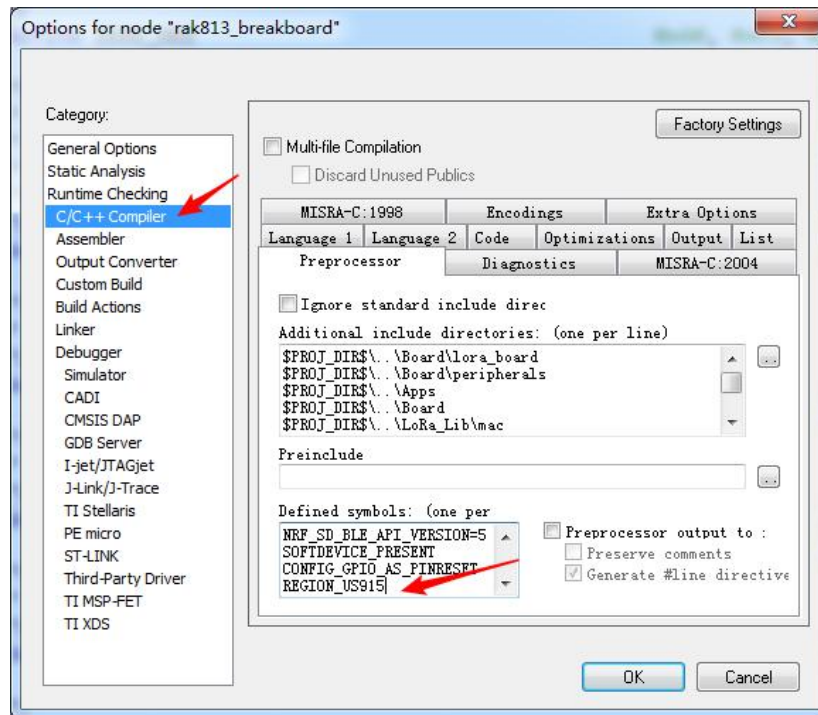 Options for node "rak813_breakboard"
Category:
General Options
Static Analysis
Runtime Checking
C/C++ Compiler
Assembler
Output Converter
Custom Build
Build Actions
Linker
Debugger
Simulator
CADI
CMSIS DAP
GDB Server
I-jet/JTAGjet
J-Link/J-Trace
TI Stellaris
PE micro
ST-LINK
Third-Party Driver
TI MSP-FET
TI XDS
Factory Settings
Multi-file Compilation
Discard Unused Publics
MISRA-C:1998 Encodings Extra Options
Language 1 Language 2 Code Optimizations Output List
Preprocessor Diagnostics MISRA-C:2004
Ignore standard include direc
Additional include directories: (one per line)
$PROJ_DIR$\..\Board\lora_board
$PROJ_DIR$\..\Board\peripherals
$PROJ_DIR$\..\Apps
$PROJ_DIR$\..\Board
$PROJ_DIR$\..\LoRa_Lib\mac
Preinclude
Defined symbols: (one per
NRF_SD_BLE_API_VERSION=5
SOFTDEVICE_PRESENT
CONFIG_GPIO_AS_PINRESET
REGION_US915
Preprocessor output to :
Preserve comments
Generate #line directive
OK Cancel